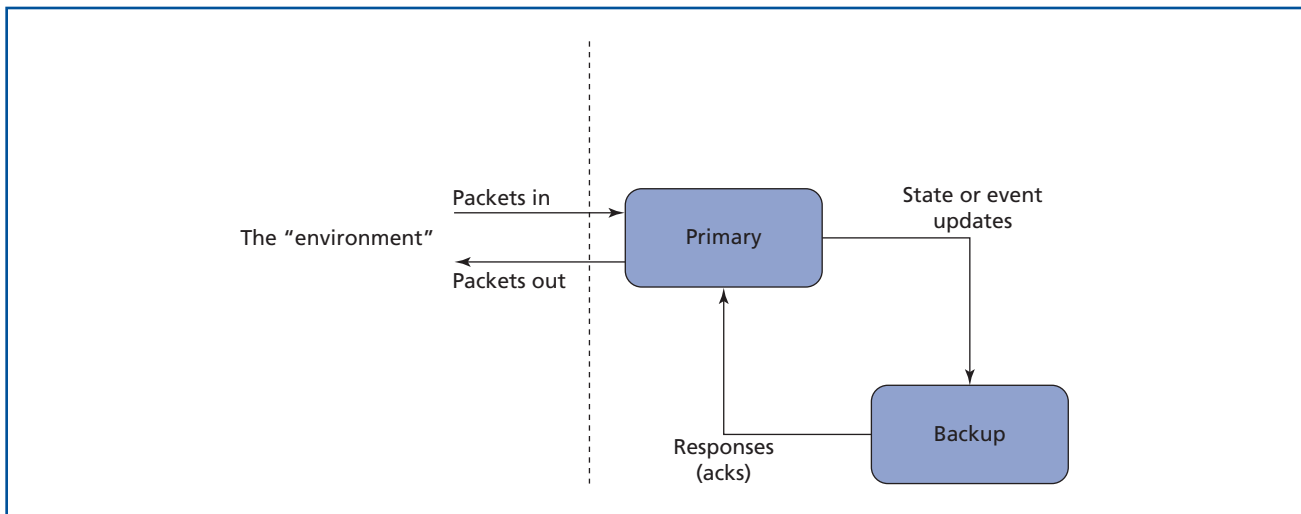 Packets in
The “environment”
Packets out
Primary
State or event
updates
Responses
(acks)
Backup